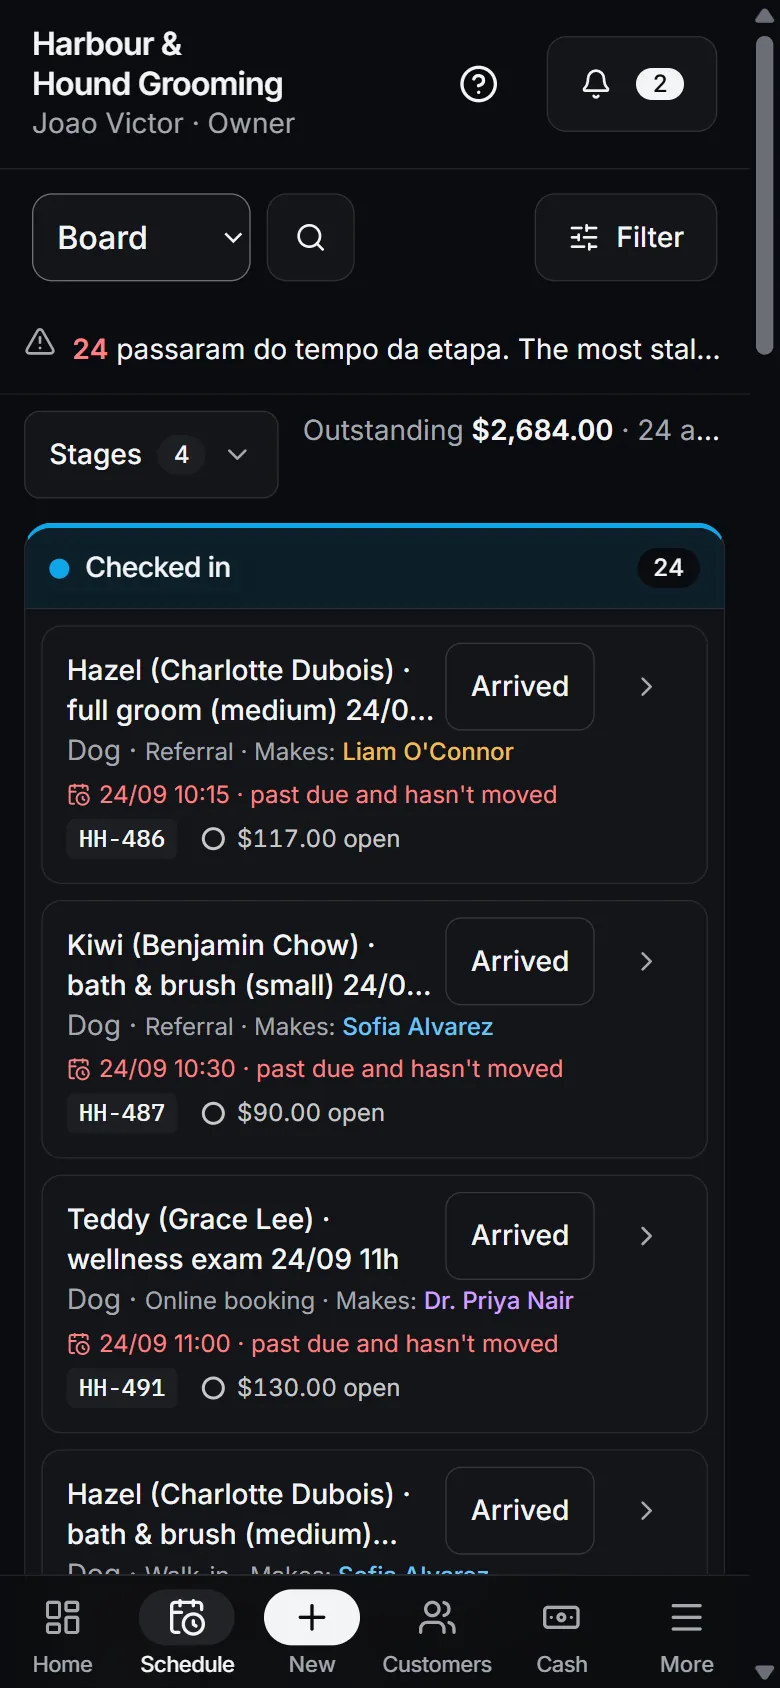 Harbour &
Hound Grooming
Joao Victor · Owner
2
Board
Filter
24 passaram do tempo da etapa. The most stal...
Stages 4
Outstanding $2,684.00 · 24 a...
Checked in
24
Hazel (Charlotte Dubois) ·
full groom (medium) 24/0...
Arrived
Dog · Referral · Makes: Liam O'Connor
24/09 10:15 · past due and hasn't moved
HH-486
$117.00 open
Kiwi (Benjamin Chow) ·
bath & brush (small) 24/0...
Arrived
Dog · Referral · Makes: Sofia Alvarez
24/09 10:30 · past due and hasn't moved
HH-487
$90.00 open
Teddy (Grace Lee) ·
wellness exam 24/09 11h
Arrived
Dog · Online booking · Makes: Dr. Priya Nair
24/09 11:00 · past due and hasn't moved
HH-491
$130.00 open
Hazel (Charlotte Dubois) ·
bath & brush (medium)...
Arrived
Dog · Walk-in · Makes: Sofia Alvarez
Home
Schedule
New
Customers
Cash
More